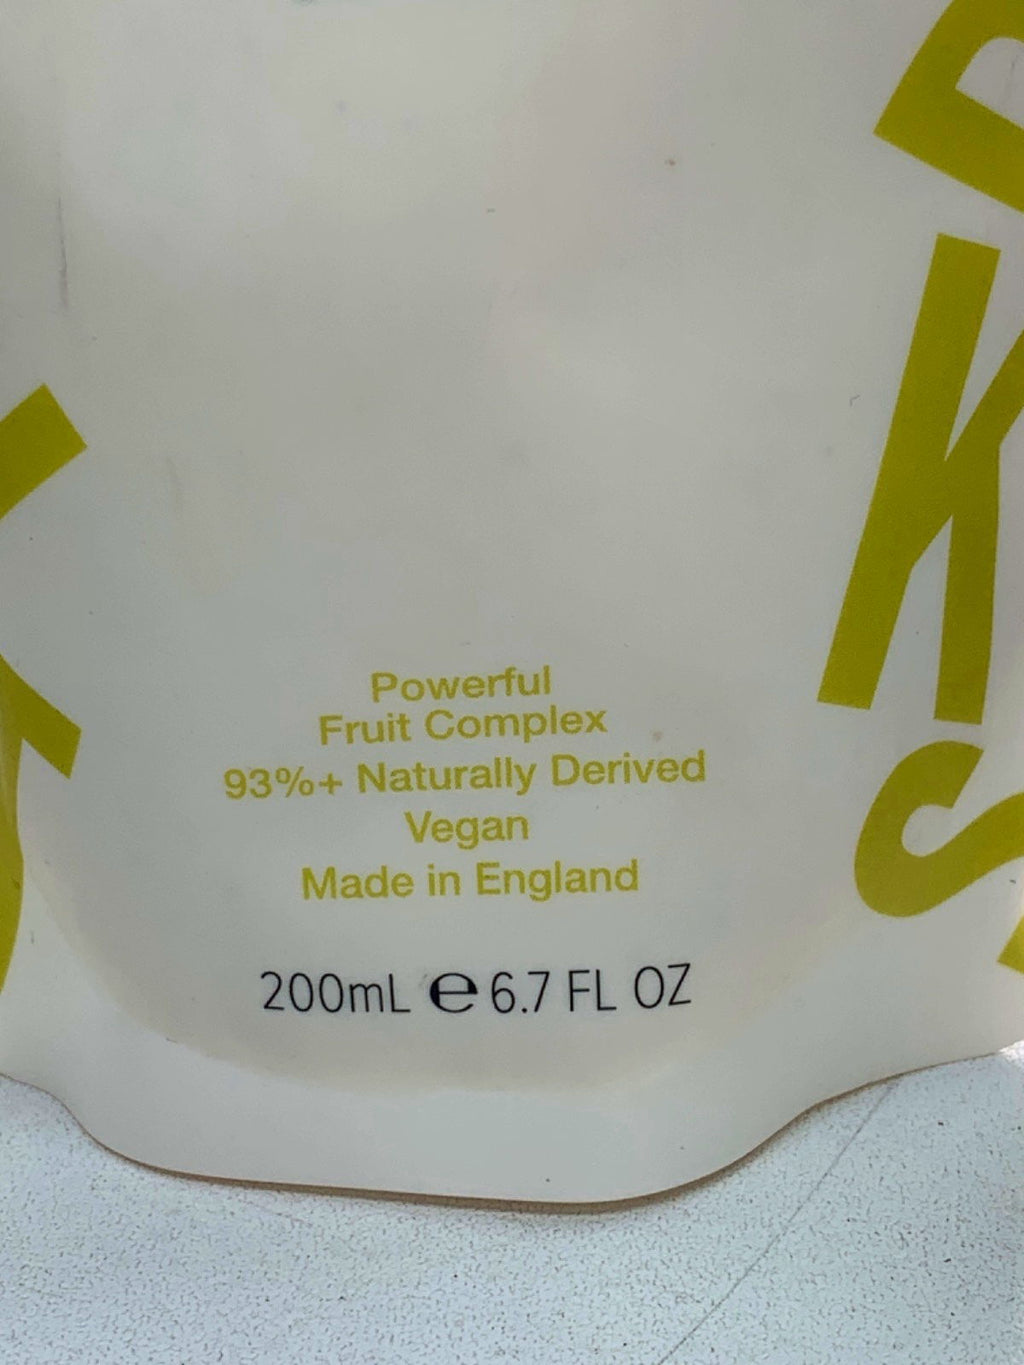 Powerful
Fruit Complex
93%+ Naturally Derived
Vegan
Made in England
200mL ℮ 6.7 FL OZ